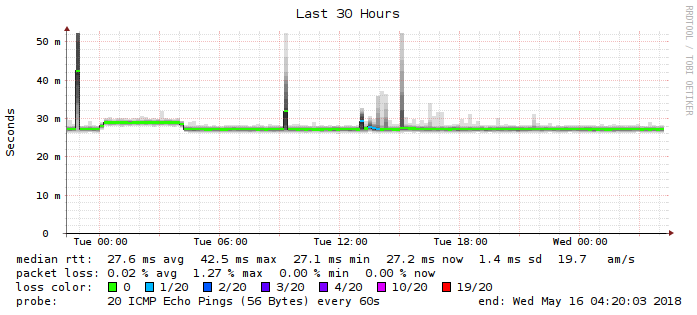 Last 30 Hours
RRDTOOL / TOBI OETIKER
Seconds
50 m
40 m
30 m
20 m
10 m
0
Tue 00:00 Tue 06:00 Tue 12:00 Tue 18:00 Wed 00:00
median rtt: 27.6 ms avg 42.5 ms max 27.1 ms min 27.2 ms now 1.4 ms sd 19.7 am/s
packet loss: 0.02 % avg 1.27 % max 0.00 % min 0.00 % now
loss color: 0 1/20 2/20 3/20 4/20 10/20 19/20
probe: 20 ICMP Echo Pings (56 Bytes) every 60s end: Wed May 16 04:20:03 2018